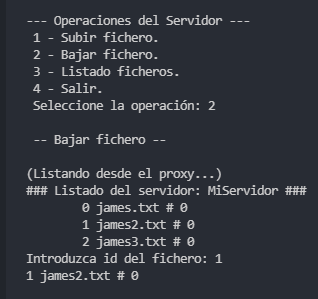 --- Operaciones del Servidor ---
1 - Subir fichero.
2 - Bajar fichero.
3 - Listado ficheros.
4 - Salir.
Seleccione la operación: 2
-- Bajar fichero --
(Listando desde el proxy...)
### Listado del servidor: MiServidor ###
0 james.txt # 0
1 james2.txt # 0
2 james3.txt # 0
Introduzca id del fichero: 1
1 james2.txt # 0